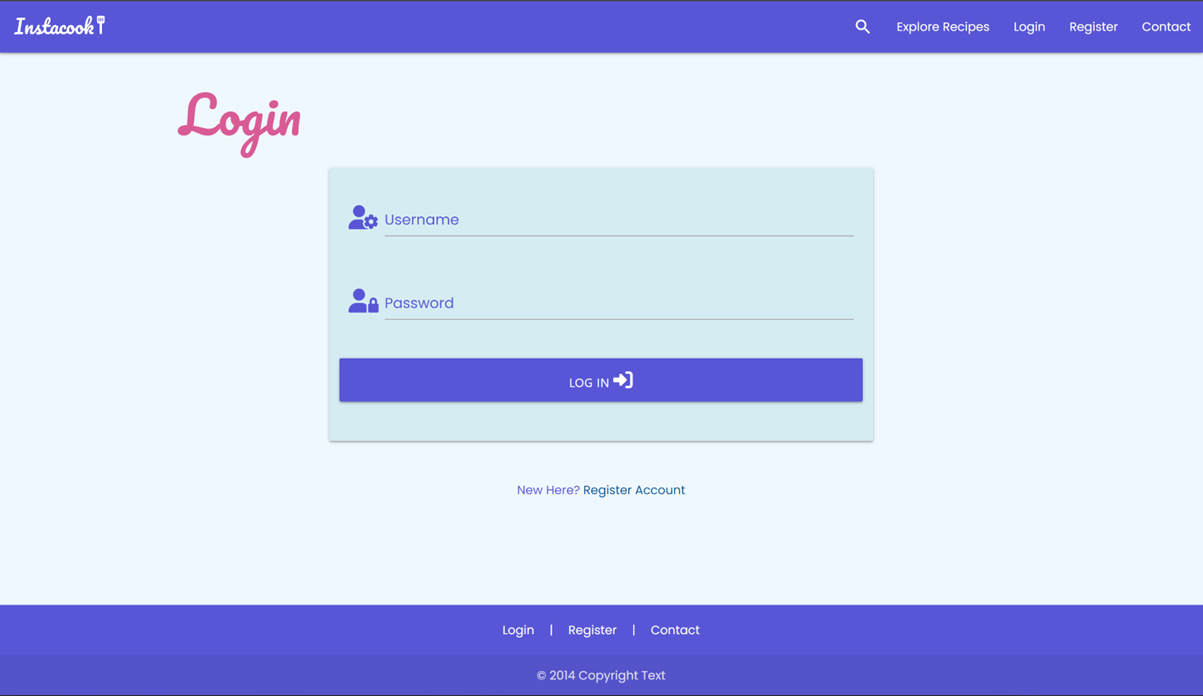 Instacook
Explore Recipes Login Register Contact
Login
Username
Password
LOG IN
New Here? Register Account
Login | Register | Contact
© 2014 Copyright Text